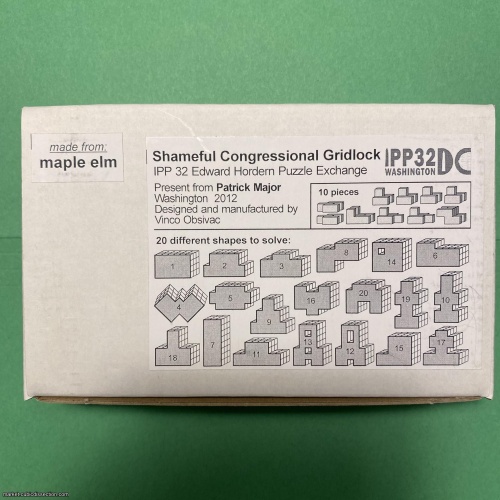 made from:
maple elm
Shameful Congressional Gridlock
IPP 32 Edward Hordern Puzzle Exchange
IPP32 DC
WASHINGTON
Present from Patrick Major
Washington 2012
Designed and manufactured by
Vinco Obsivac
10 pieces
20 different shapes to solve:
1
2
3
8
14
6
4
5
9
16
20
19
10
18
7
11
13
12
15
17